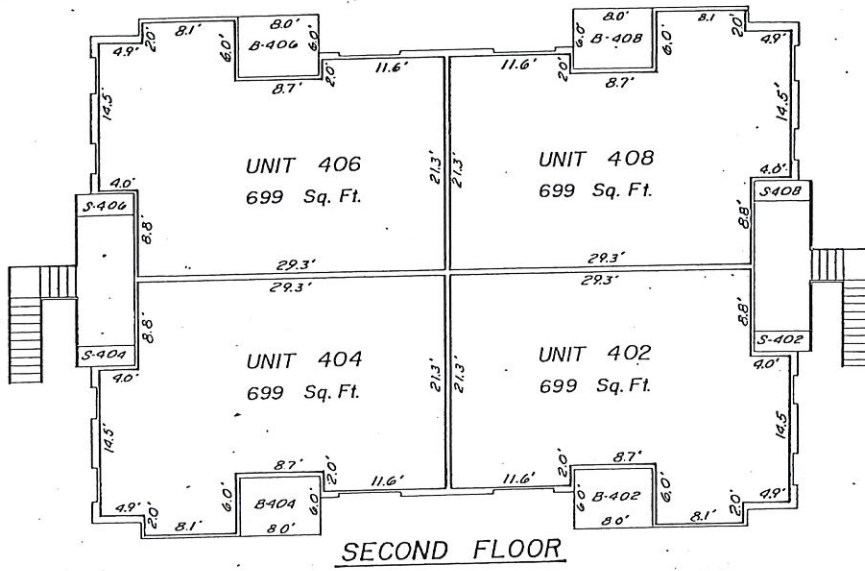 8.1' 8.0' 8.0' 8.1
4.9' 2.0' 6.0' B-406 6.0' 6.0' B-408 6.0' 2.0' 4.9'
8.7' 2.0' 11.6' 11.6' 2.0' 8.7'
14.5' 14.5'
UNIT 406 21.3' 21.3' UNIT 408
699 Sq. Ft. 699 Sq. Ft.
4.0' 4.0'
S-406 S-408
8.8' 8.8'
29.3' 29.3'
29.3' 29.3'
8.8' 8.8'
S-404 S-402
4.0' 4.0'
UNIT 404 21.3' 21.3' UNIT 402
699 Sq. Ft. 699 Sq. Ft.
14.5' 14.5
8.7' 2.0' 11.6' 11.6' 2.0' 8.7'
4.9' 2.0' 6.0' B404 6.0' 6.0' B-402 6.0' 2.0' 4.9'
8.1' 8.0' 8.0' 8.1'
SECOND FLOOR